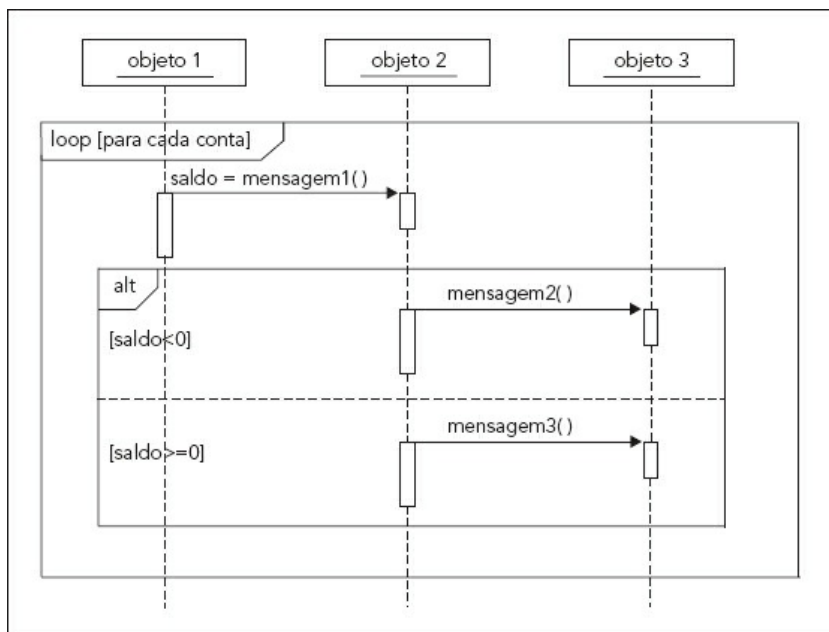 objeto 1
objeto 2
objeto 3
loop [para cada conta]
saldo = mensagem1( )
alt
mensagem2( )
[saldo<0]
mensagem3( )
[saldo>=0]